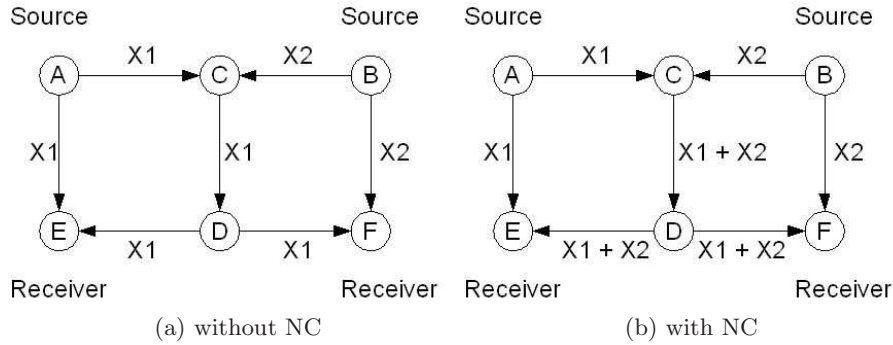 Source Source Source Source
X1 X2 X1 X2
A C B A C B
X1 X1 X2 X1 X1 + X2 X2
E D F E D F
X1 X1 X1 + X2 X1 + X2
Receiver Receiver Receiver Receiver
(a) without NC (b) with NC